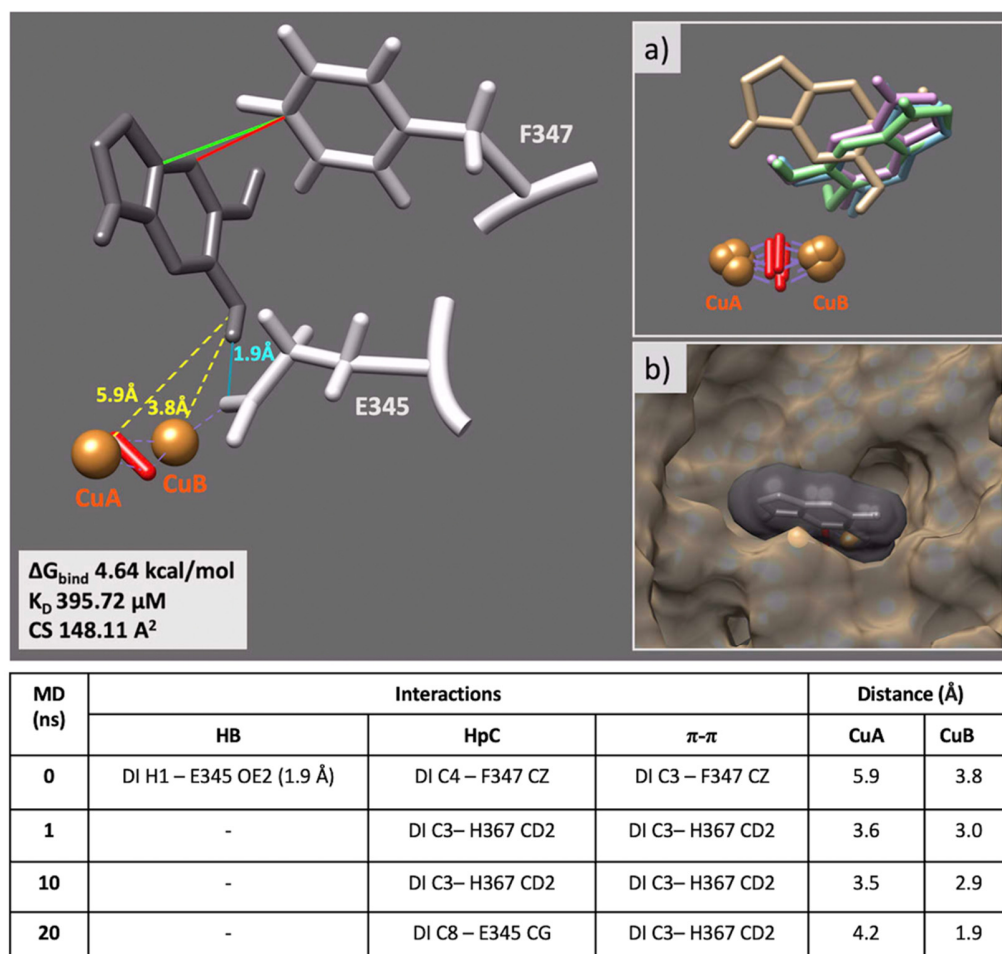 F347
1.9Å
5.9Å
3.8Å
E345
CuA
CuB
ΔGbind 4.64 kcal/mol
KD 395.72 μM
CS 148.11 A²
a)
CuA
CuB
b)
MD (ns) Interactions Distance (Å)
HB HpC π-π CuA CuB
0 DI H1 – E345 OE2 (1.9 Å) DI C4 – F347 CZ DI C3 – F347 CZ 5.9 3.8
1 - DI C3– H367 CD2 DI C3– H367 CD2 3.6 3.0
10 - DI C3– H367 CD2 DI C3– H367 CD2 3.5 2.9
20 - DI C8 – E345 CG DI C3– H367 CD2 4.2 1.9